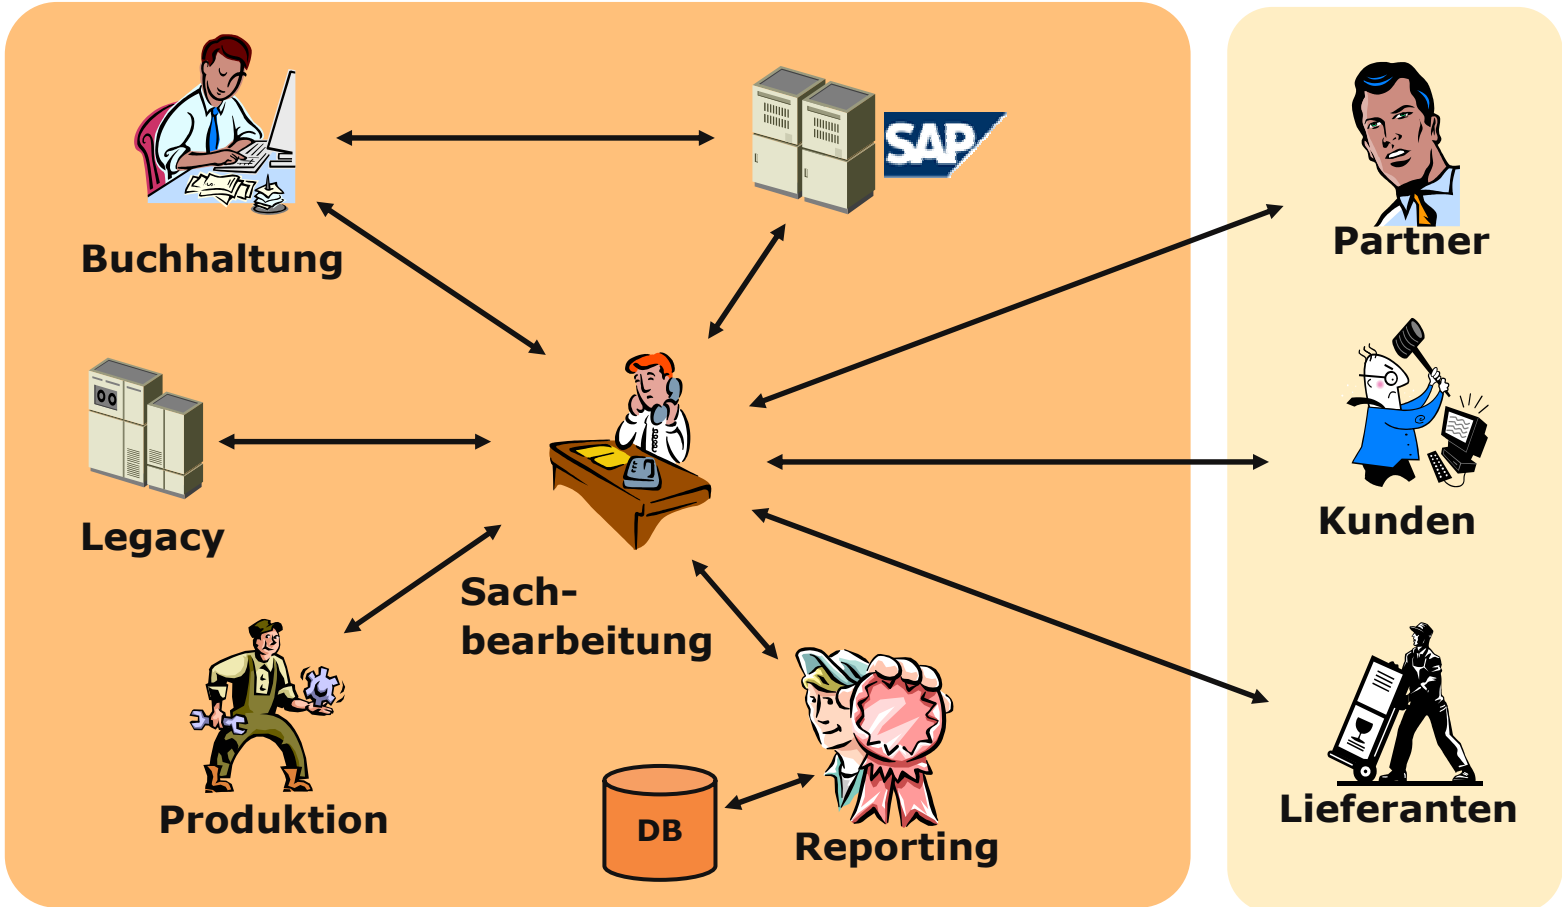 SAP
Buchhaltung
Partner
Kunden
Legacy
Sach-
bearbeitung
Produktion
DB
Reporting
Lieferanten